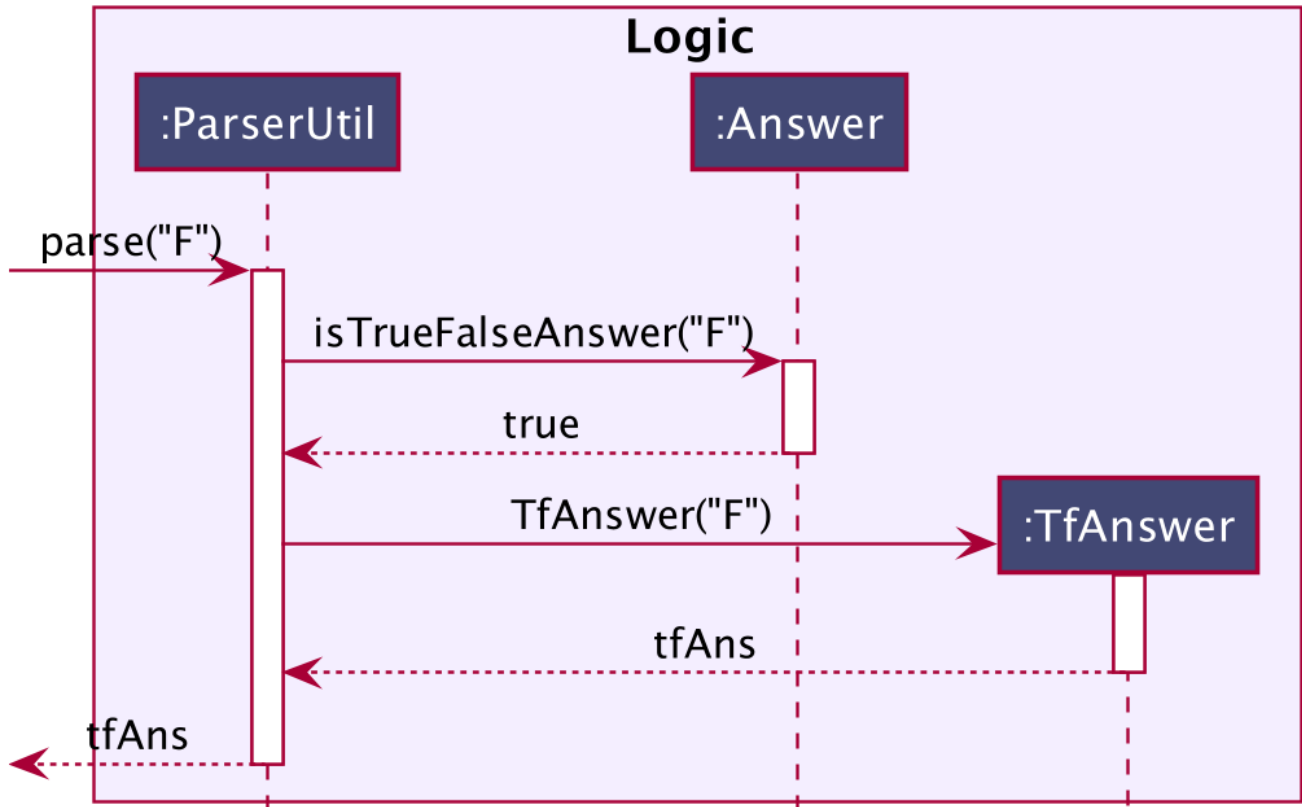 Logic
:ParserUtil
:Answer
parse("F")
isTrueFalseAnswer("F")
true
TfAnswer("F")
:TfAnswer
tfAns
tfAns